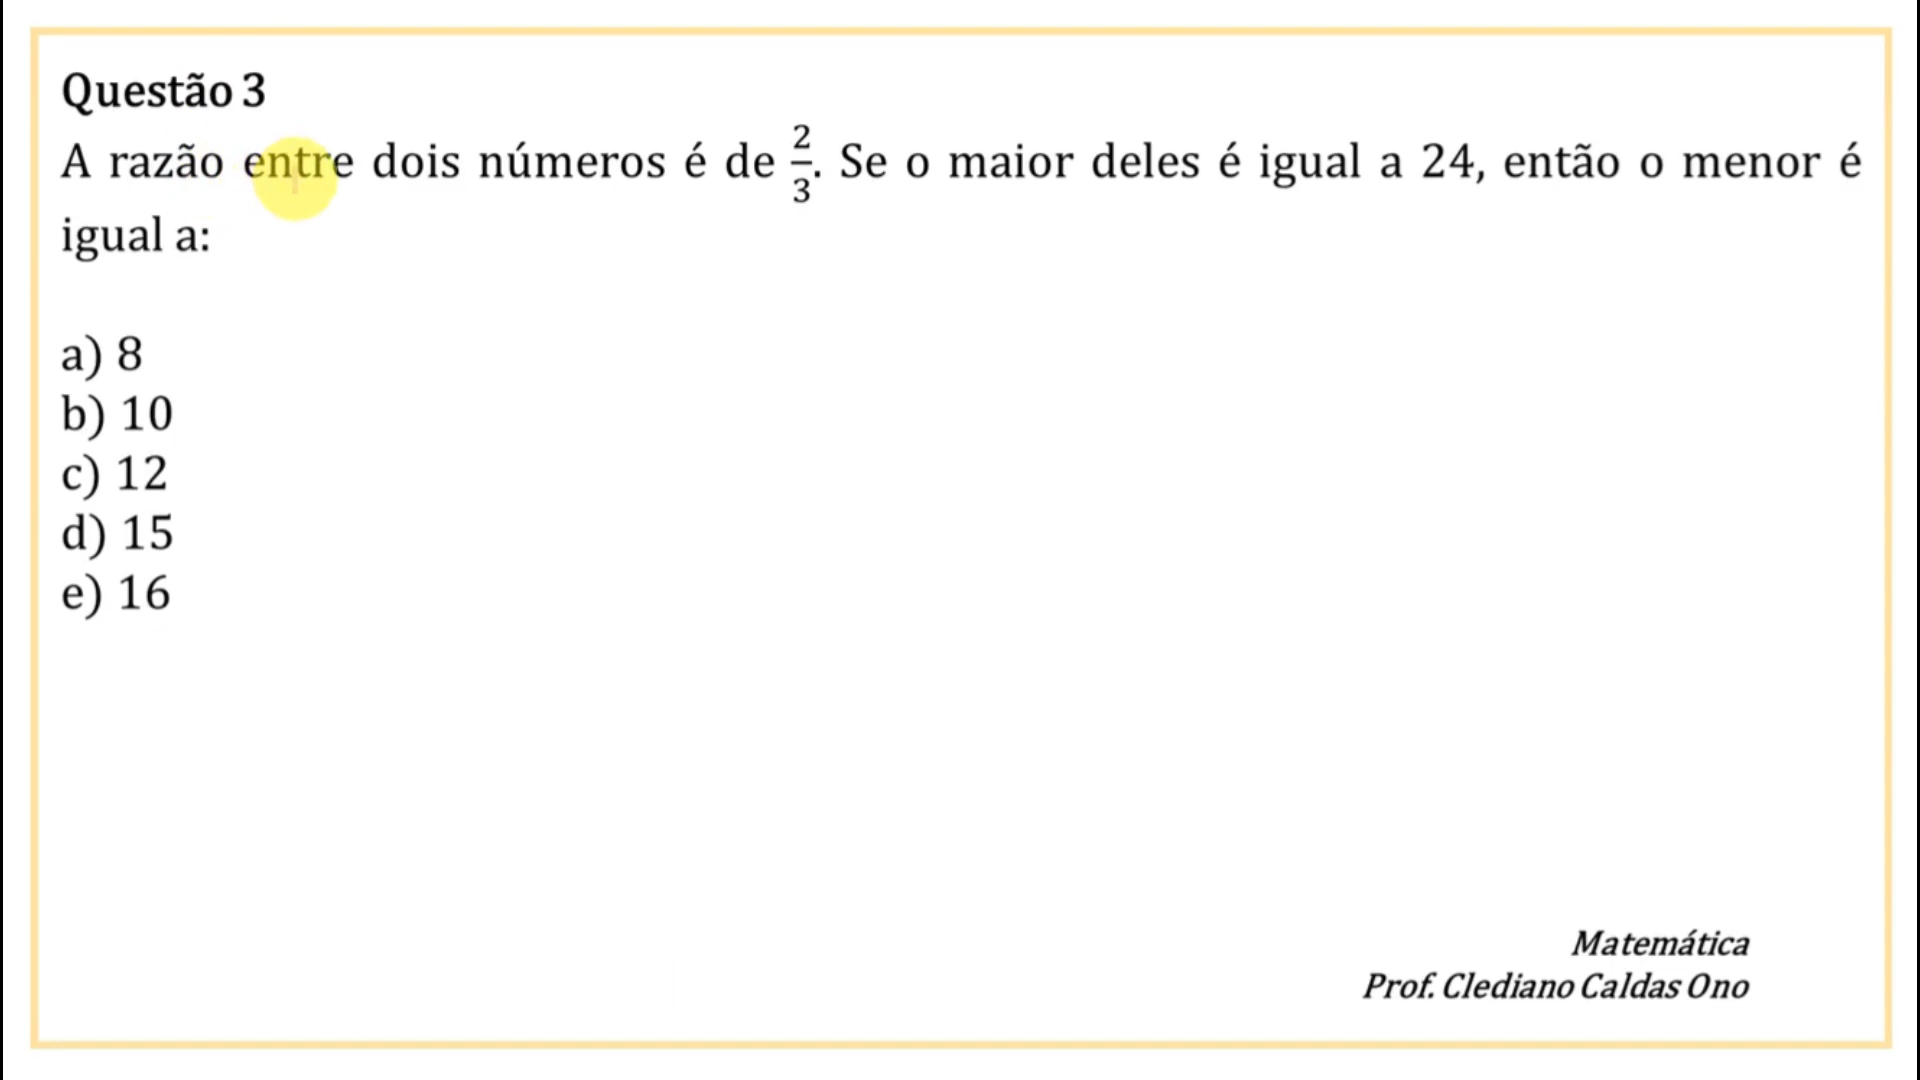 Questão 3
A razão entre dois números é de 2/3. Se o maior deles é igual a 24, então o menor é
igual a:
a) 8
b) 10
c) 12
d) 15
e) 16
Matemática
Prof. Clediano Caldas Ono